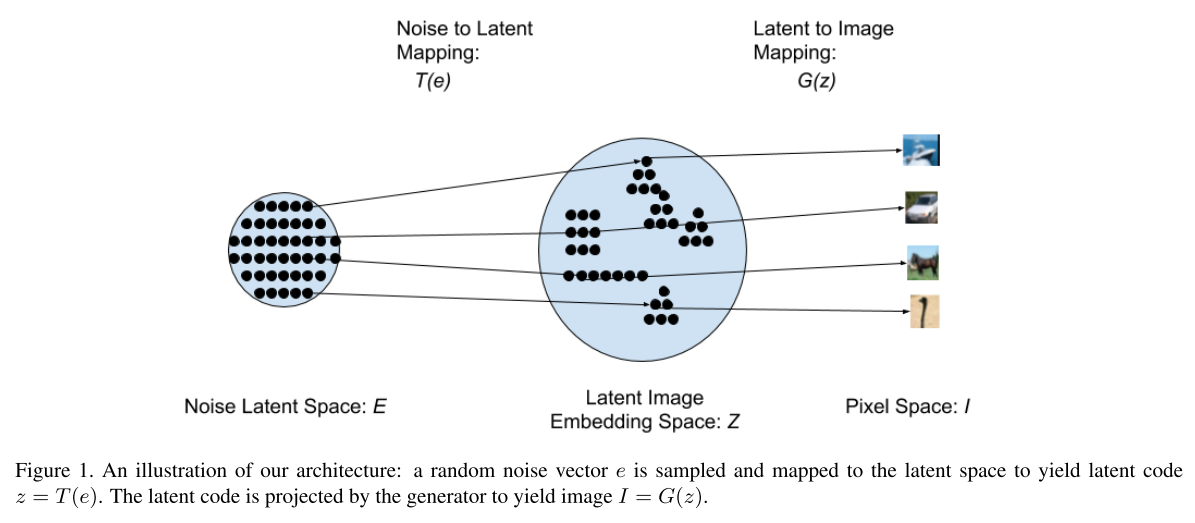 Noise to Latent
Mapping:
T(e)
Latent to Image
Mapping:
G(z)
Noise Latent Space: E
Latent Image
Embedding Space: Z
Pixel Space: I
Figure 1. An illustration of our architecture: a random noise vector e is sampled and mapped to the latent space to yield latent code
z = T(e). The latent code is projected by the generator to yield image I = G(z).